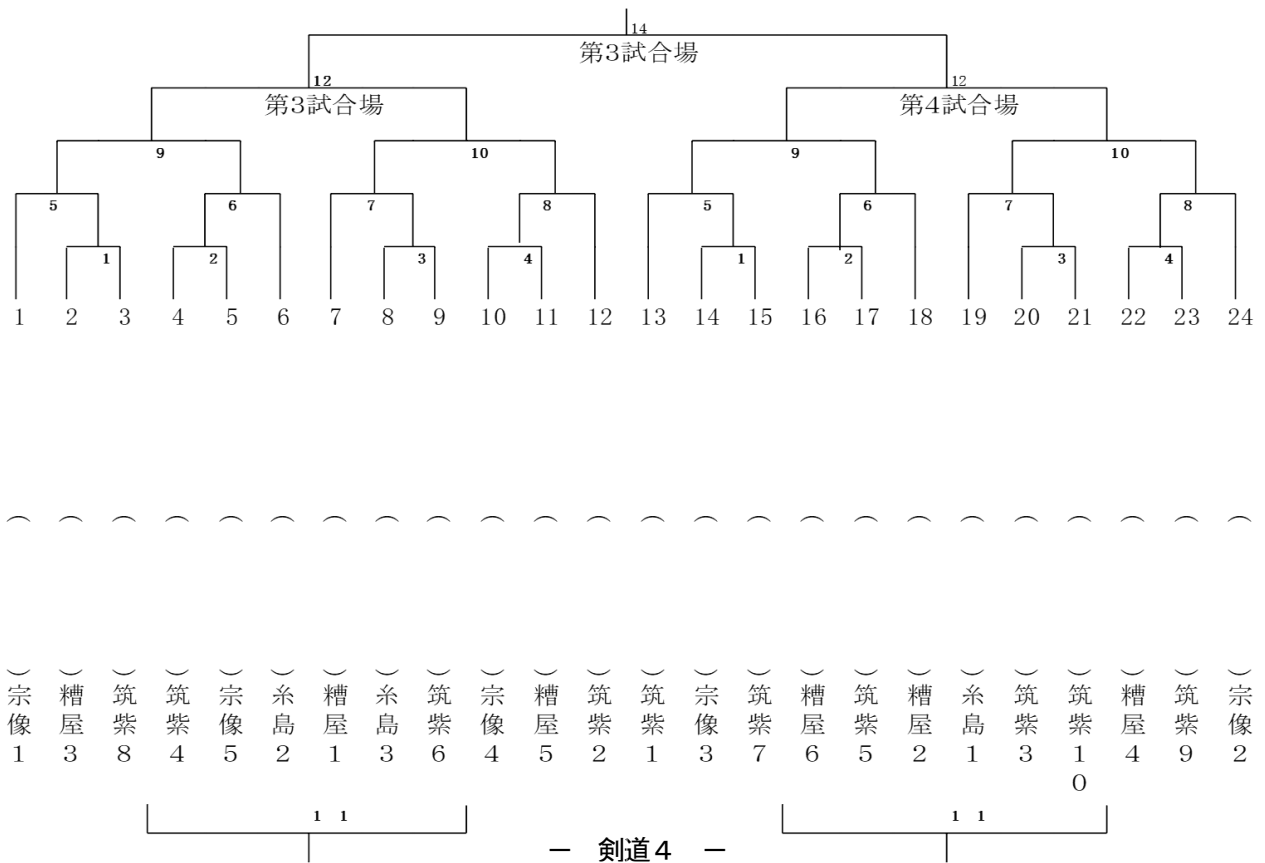 14
第3試合場
12 12
第3試合場 第4試合場
9 10 9 10
5 6 7 8 5 6 7 8
1 2 3 4 1 2 3 4
1 2 3 4 5 6 7 8 9 10 11 12 13 14 15 16 17 18 19 20 21 22 23 24
︵ ︵ ︵ ︵ ︵ ︵ ︵ ︵ ︵ ︵ ︵ ︵ ︵ ︵ ︵ ︵ ︵ ︵ ︵ ︵ ︵ ︵ ︵ ︵
︶ ︶ ︶ ︶ ︶ ︶ ︶ ︶ ︶ ︶ ︶ ︶ ︶ ︶ ︶ ︶ ︶ ︶ ︶ ︶ ︶ ︶ ︶ ︶
宗像1
糟屋3
筑紫8
筑紫4
宗像5
糸島2
糟屋1
糸島3
筑紫6
宗像4
糟屋5
筑紫2
筑紫1
宗像3
筑紫7
糟屋6
筑紫5
糟屋2
糸島1
筑紫3
筑紫10
糟屋4
筑紫9
宗像2
1 1 1 1
― 剣道4 ―